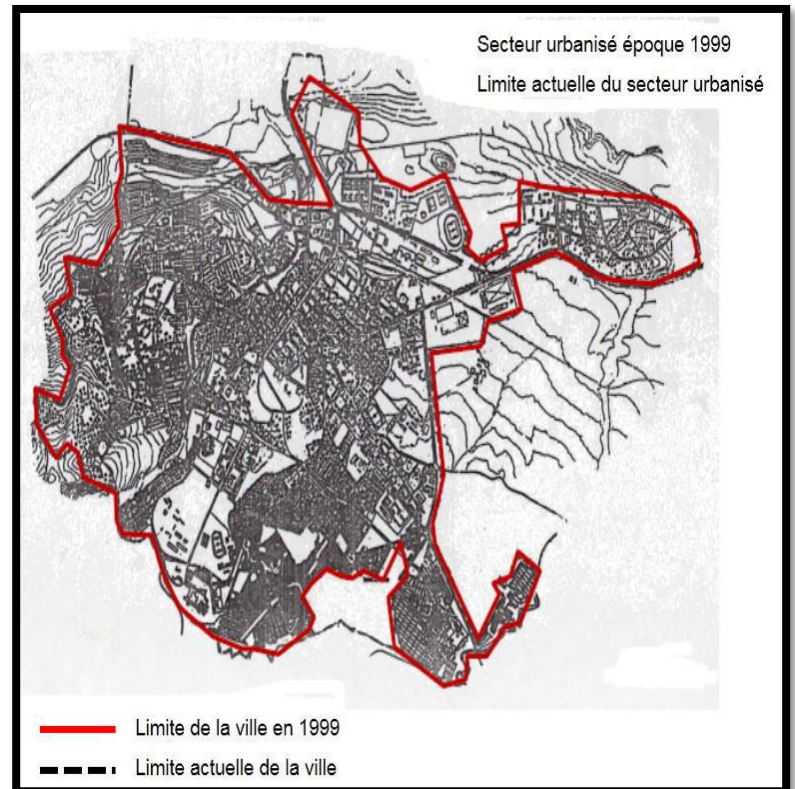 Secteur urbanisé époque 1999
Limite actuelle du secteur urbanisé
Limite de la ville en 1999
Limite actuelle de la ville